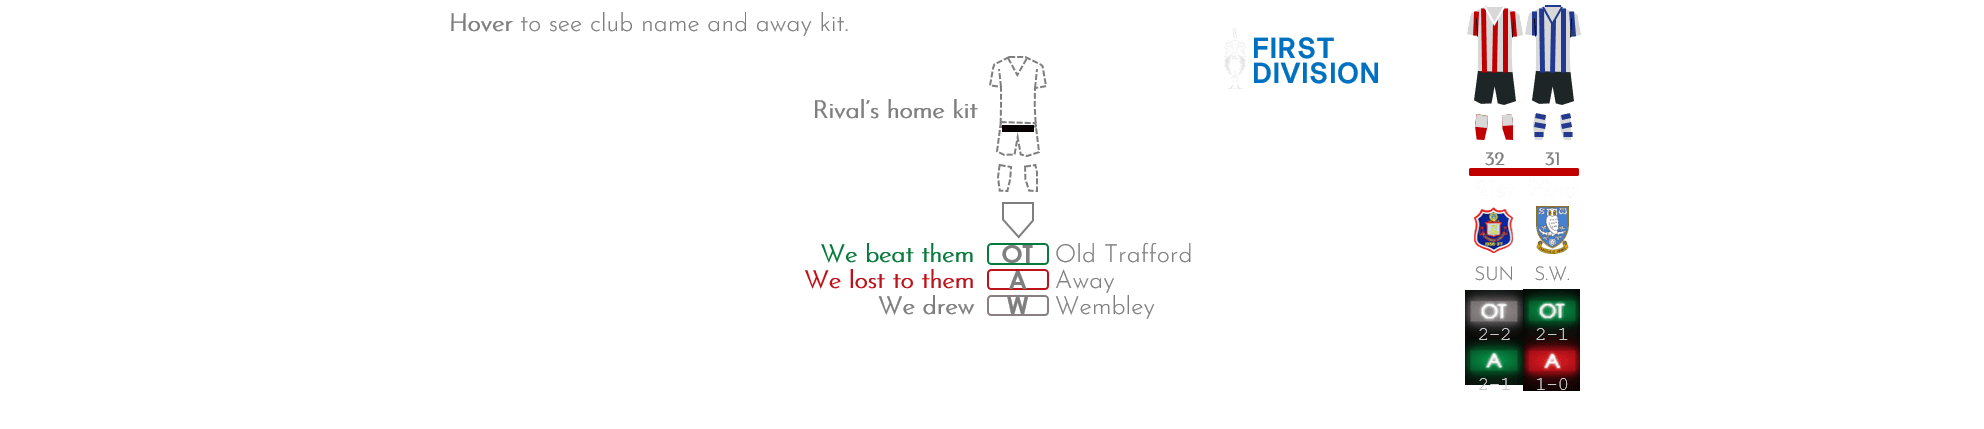 Hover to see club name and away kit.
FIRST
DIVISION
Rival's home kit
32 31
SUN S.W.
We beat them OT Old Trafford
We lost to them A Away
We drew W Wembley
OT OT
2-2 2-1
A A
2-1 1-0